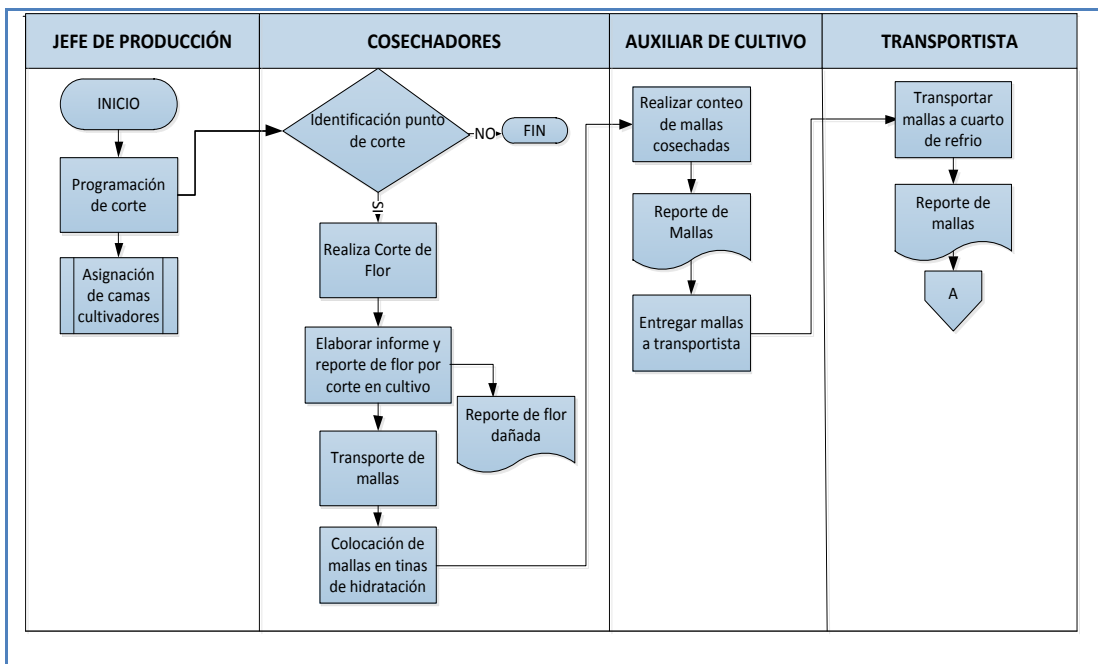 JEFE DE PRODUCCIÓN
COSECHADORES
AUXILIAR DE CULTIVO
TRANSPORTISTA
INICIO
Programación
de corte
Asignación
de camas
cultivadores
Identificación punto
de corte
NO
FIN
SI
Realiza Corte de
Flor
Elaborar informe y
reporte de flor por
corte en cultivo
Reporte de flor
dañada
Transporte de
mallas
Colocación de
mallas en tinas
de hidratación
Realizar conteo
de mallas
cosechadas
Reporte de
Mallas
Entregar mallas
a transportista
Transportar
mallas a cuarto
de refrio
Reporte de
mallas
A